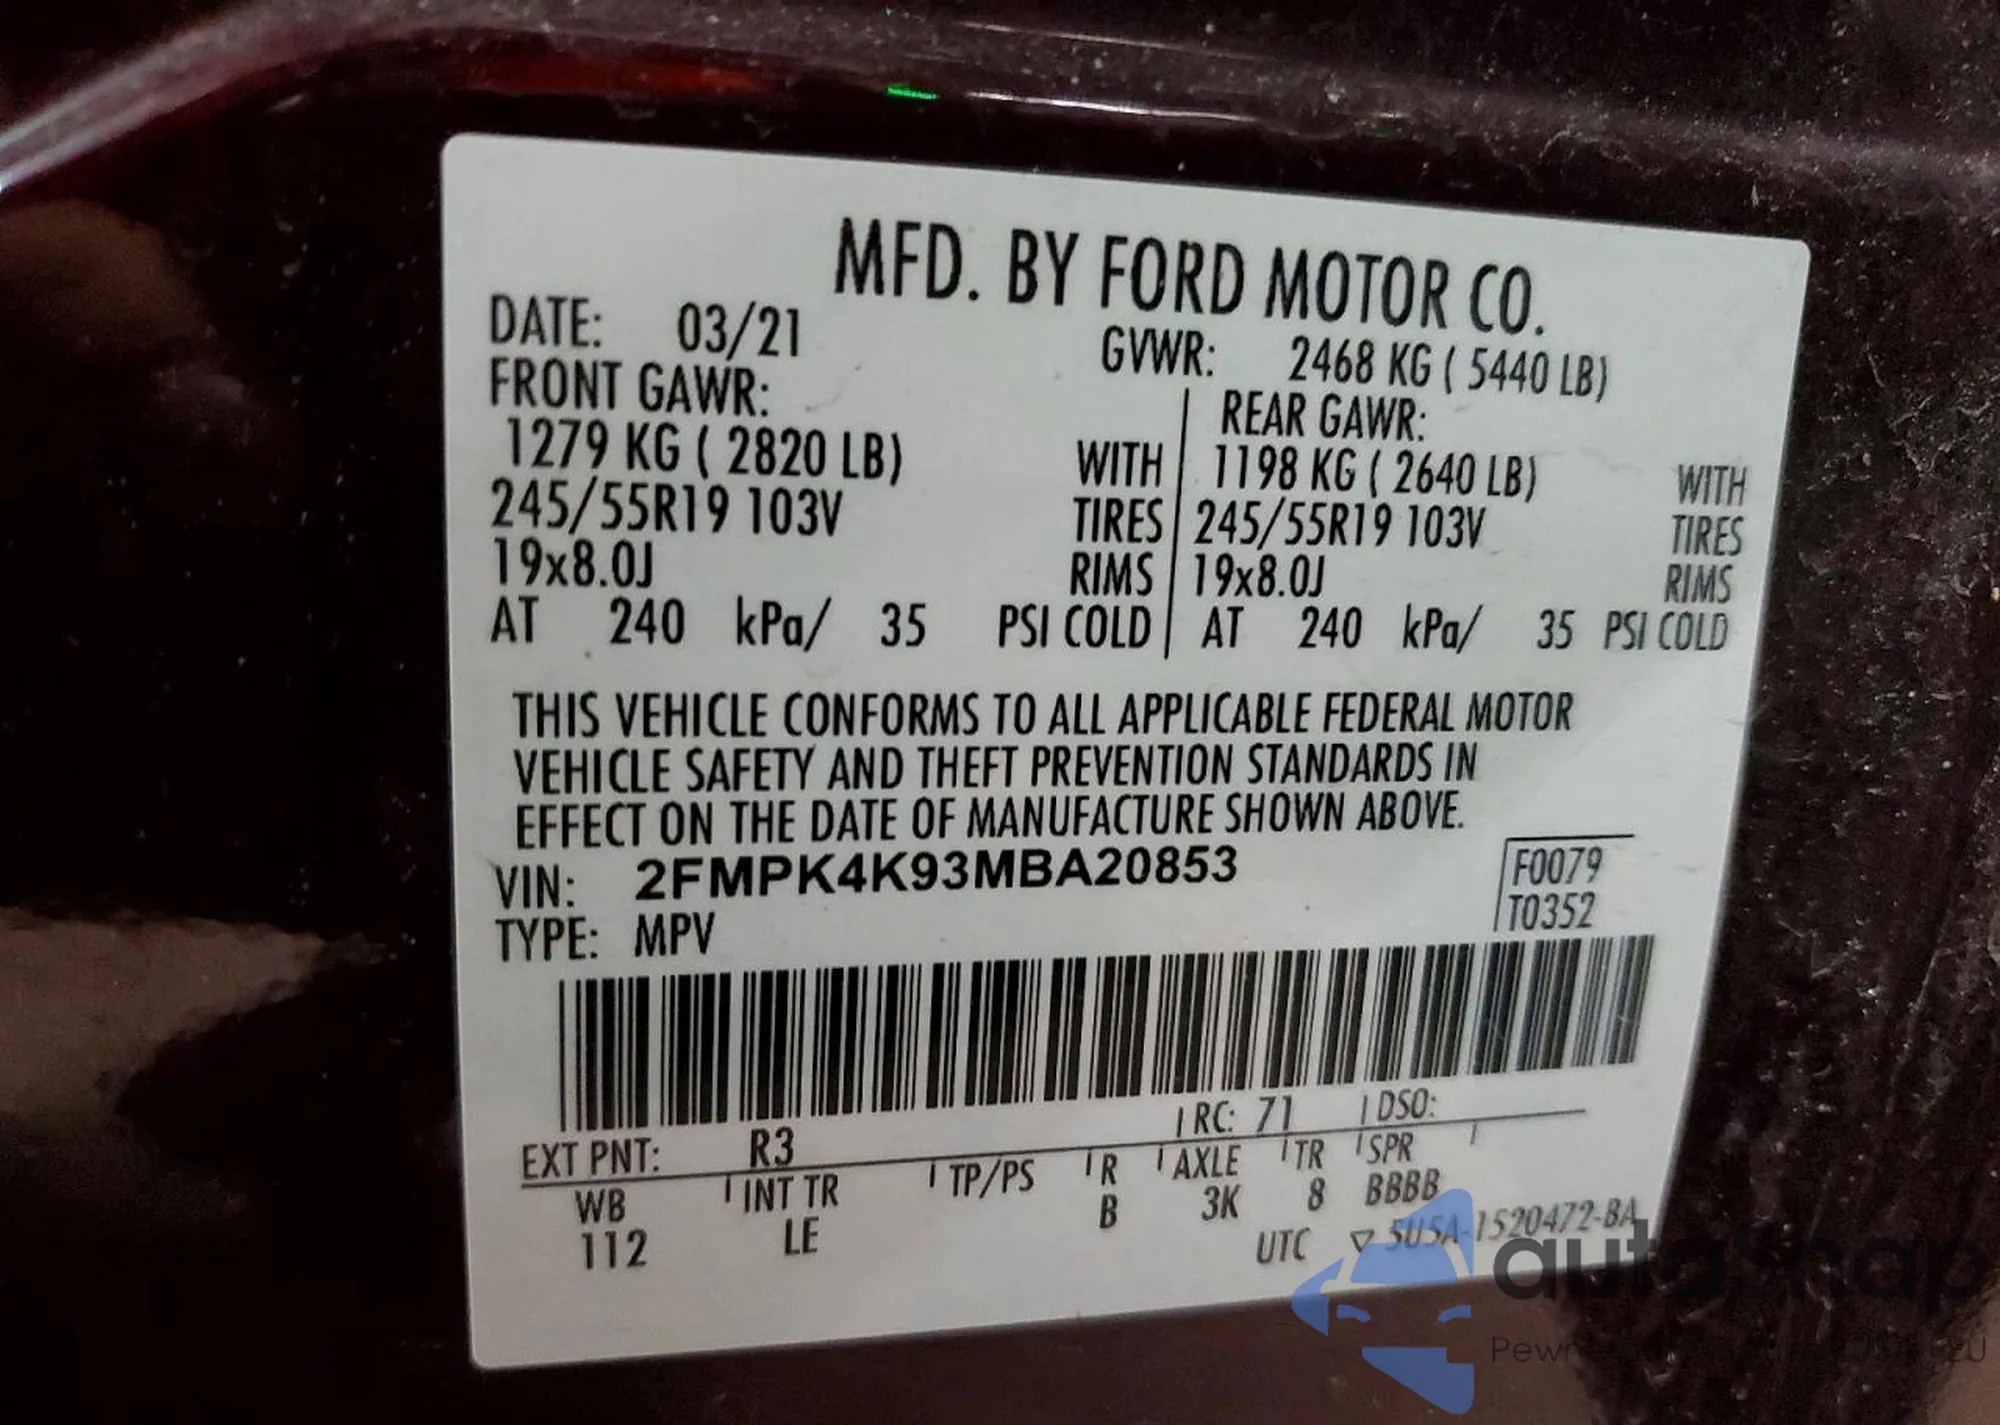 MFD. BY FORD MOTOR CO.
DATE: 03/21 GVWR: 2468 KG ( 5440 LB)
FRONT GAWR: REAR GAWR:
1279 KG ( 2820 LB) WITH 1198 KG ( 2640 LB) WITH
245/55R19 103V TIRES 245/55R19 103V TIRES
19x8.0J RIMS 19x8.0J RIMS
AT 240 kPa/ 35 PSI COLD AT 240 kPa/ 35 PSI COLD
THIS VEHICLE CONFORMS TO ALL APPLICABLE FEDERAL MOTOR
VEHICLE SAFETY AND THEFT PREVENTION STANDARDS IN
EFFECT ON THE DATE OF MANUFACTURE SHOWN ABOVE.
VIN: 2FMPK4K93MBA20853 F0079
TYPE: MPV T0352
RC: 71 DSO:
EXT PNT: R3
WB INT TR TP/PS R AXLE TR SPR
112 LE B 3K 8 BBBB
UTC 5U5A-1520472-BA
autosnap